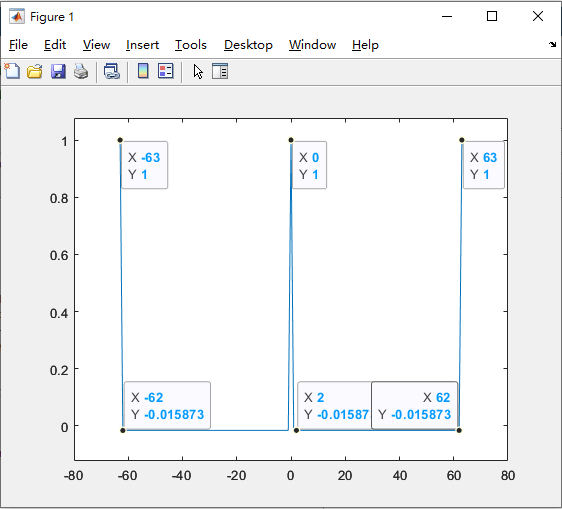 Figure 1
File Edit View Insert Tools Desktop Window Help
1
0.8
0.6
0.4
0.2
0
X -63
Y 1
X 0
Y 1
X 63
Y 1
X -62
Y -0.015873
X 2
Y -0.01587
X 62
Y -0.015873
-80 -60 -40 -20 0 20 40 60 80